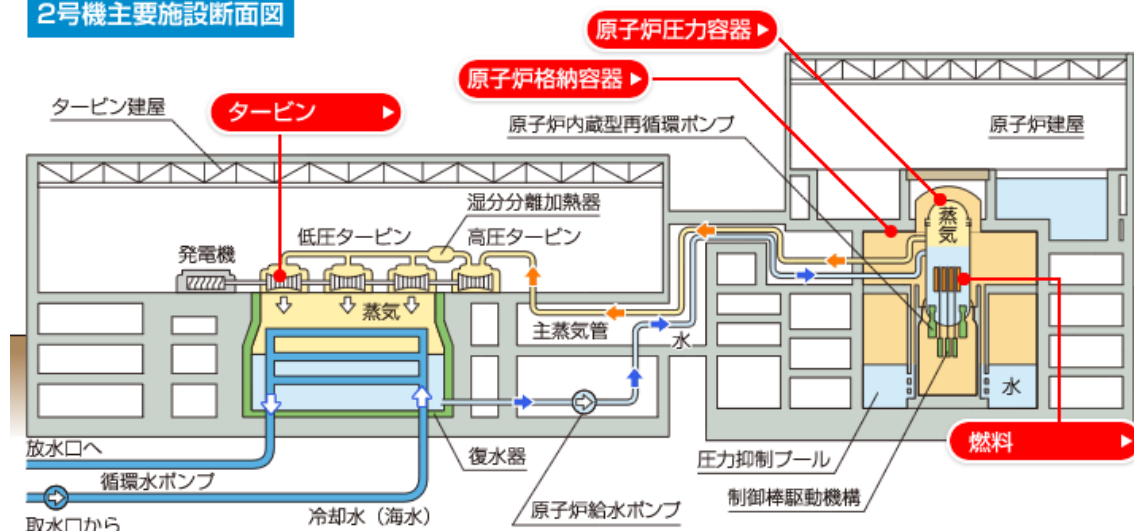 2号機主要施設断面図
原子炉圧力容器
原子炉格納容器
タービン建屋
タービン
原子炉内蔵型再循環ポンプ
原子炉建屋
湿分分離加熱器
低圧タービン
高圧タービン
発電機
蒸気
蒸気
主蒸気管
水
水
燃料
放水口へ
復水器
圧力抑制プール
循環水ポンプ
制御棒駆動機構
原子炉給水ポンプ
冷却水（海水）
取水口から